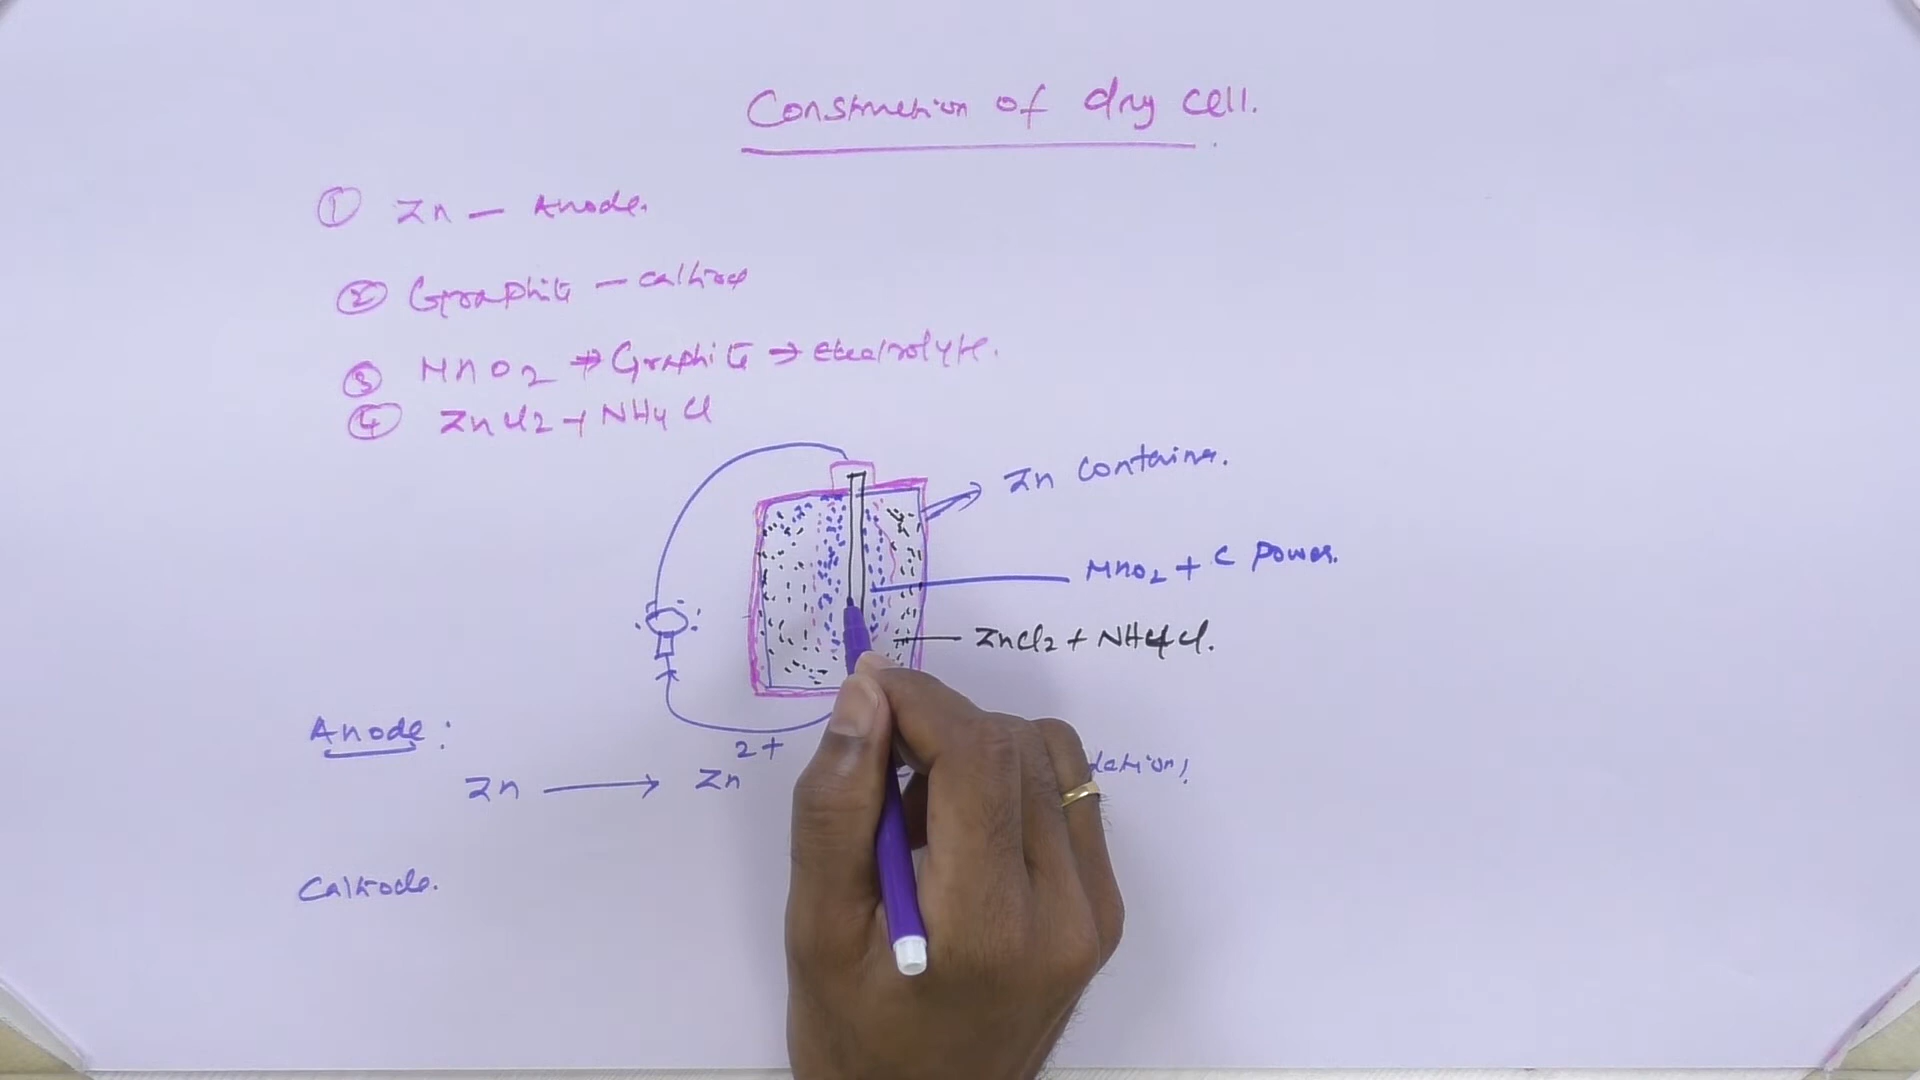 Construction of dry cell.
① Zn — Anode.
② Graphite — cathod
③ MnO2 → Graphite → Electrolyte.
④ ZnCl2 + NH4Cl
Zn Container.
MnO2 + C Power.
ZnCl2 + NH4Cl.
Anode:
Zn ⟶ Zn2+
Cathode.